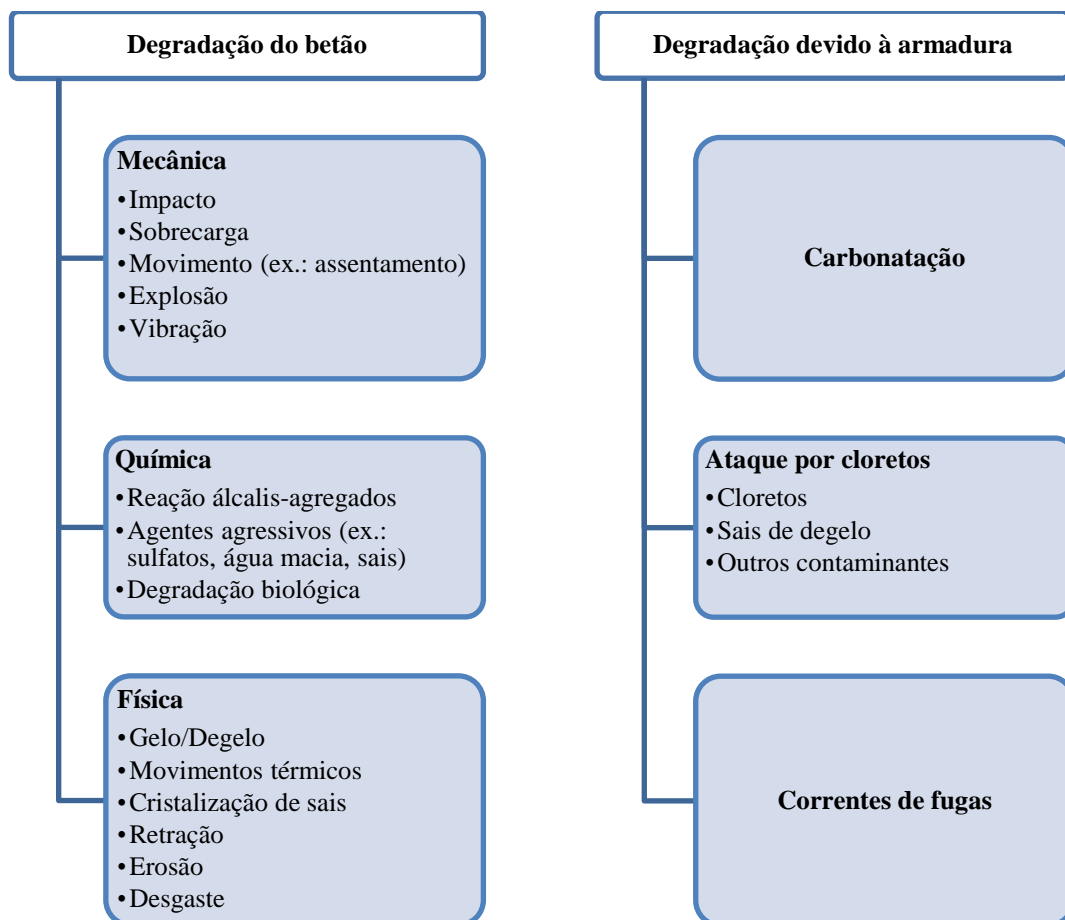 Degradação do betão
Mecânica
•Impacto
•Sobrecarga
•Movimento (ex.: assentamento)
•Explosão
•Vibração
Química
•Reação álcalis-agregados
•Agentes agressivos (ex.:
sulfatos, água macia, sais)
•Degradação biológica
Física
•Gelo/Degelo
•Movimentos térmicos
•Cristalização de sais
•Retração
•Erosão
•Desgaste
Degradação devido à armadura
Carbonatação
Ataque por cloretos
•Cloretos
•Sais de degelo
•Outros contaminantes
Correntes de fugas